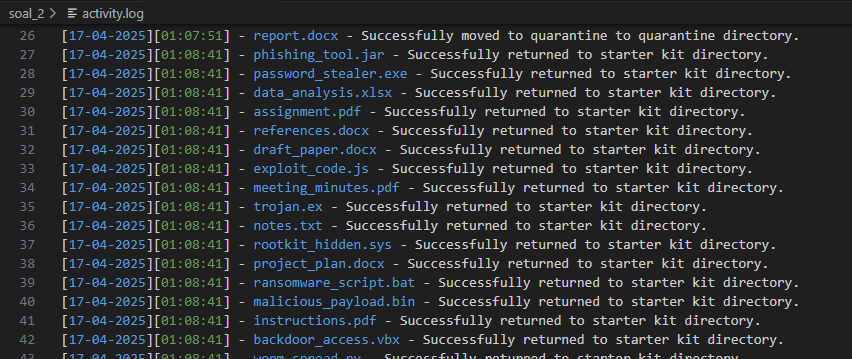 soal_2 > activity.log
26 [17-04-2025][01:07:51] - report.docx - Successfully moved to quarantine to quarantine directory.
27 [17-04-2025][01:08:41] - phishing_tool.jar - Successfully returned to starter kit directory.
28 [17-04-2025][01:08:41] - password_stealer.exe - Successfully returned to starter kit directory.
29 [17-04-2025][01:08:41] - data_analysis.xlsx - Successfully returned to starter kit directory.
30 [17-04-2025][01:08:41] - assignment.pdf - Successfully returned to starter kit directory.
31 [17-04-2025][01:08:41] - references.docx - Successfully returned to starter kit directory.
32 [17-04-2025][01:08:41] - draft_paper.docx - Successfully returned to starter kit directory.
33 [17-04-2025][01:08:41] - exploit_code.js - Successfully returned to starter kit directory.
34 [17-04-2025][01:08:41] - meeting_minutes.pdf - Successfully returned to starter kit directory.
35 [17-04-2025][01:08:41] - trojan.ex - Successfully returned to starter kit directory.
36 [17-04-2025][01:08:41] - notes.txt - Successfully returned to starter kit directory.
37 [17-04-2025][01:08:41] - rootkit_hidden.sys - Successfully returned to starter kit directory.
38 [17-04-2025][01:08:41] - project_plan.docx - Successfully returned to starter kit directory.
39 [17-04-2025][01:08:41] - ransomware_script.bat - Successfully returned to starter kit directory.
40 [17-04-2025][01:08:41] - malicious_payload.bin - Successfully returned to starter kit directory.
41 [17-04-2025][01:08:41] - instructions.pdf - Successfully returned to starter kit directory.
42 [17-04-2025][01:08:41] - backdoor_access.vbx - Successfully returned to starter kit directory.
43 [17-04-2025][01:08:41] - worm_spread.py - Successfully returned to starter kit directory.